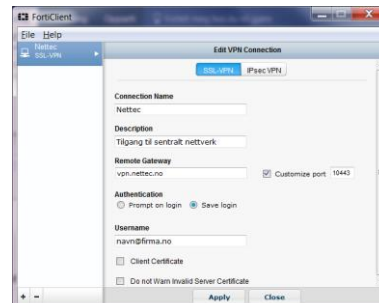 FortiClient
File Help
Nettec
SSL-VPN
Edit VPN Connection
SSL-VPN IPsec VPN
Connection Name
Nettec
Description
Tilgang til sentralt nettverk
Remote Gateway
vpn.nettec.no Customize port 10443
Authentication
Prompt on login Save login
Username
navn@firma.no
Client Certificate
Do not Warn Invalid Server Certificate
+ - Apply Close